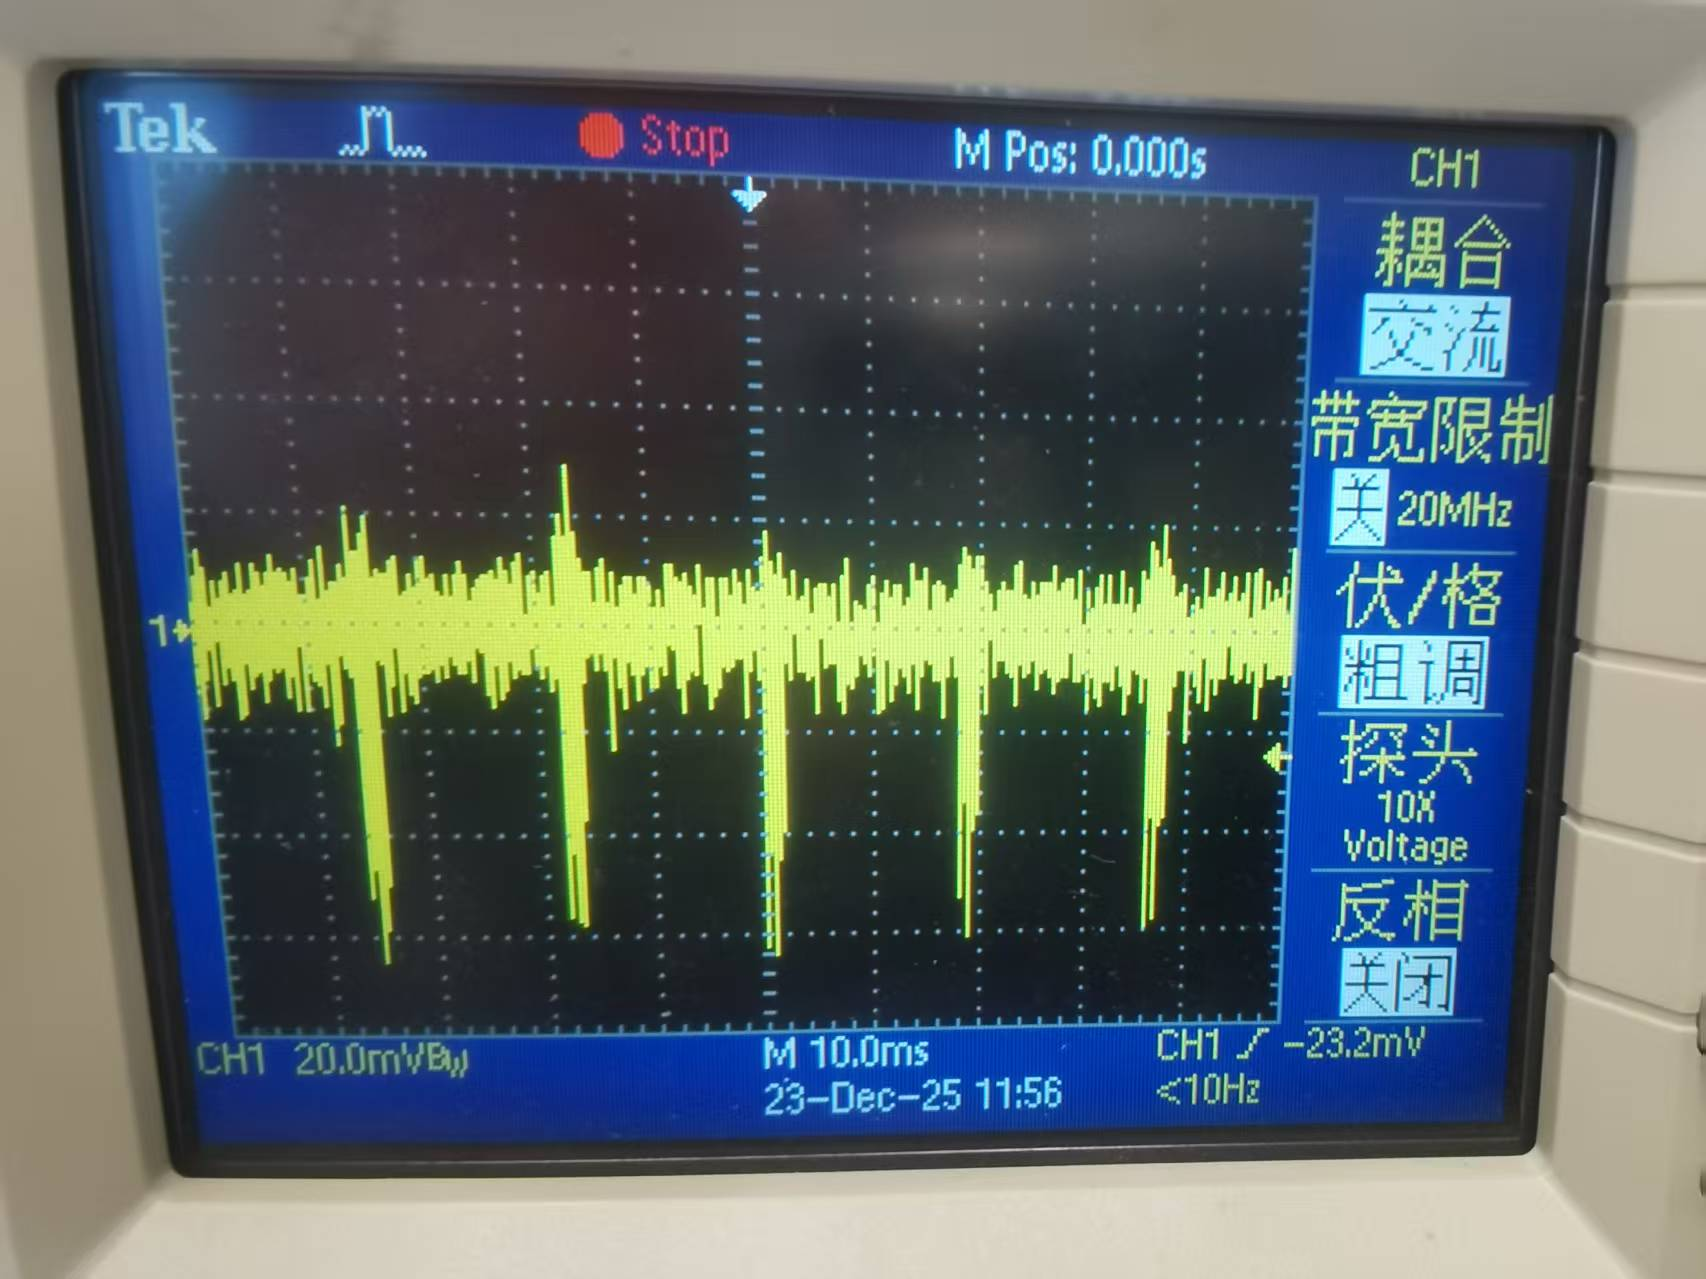 Tek Stop M Pos: 0.000s CH1
耦合
交流
带宽限制
关 20MHz
伏/格
粗调
探头
10X
Voltage
反相
关闭
1
CH1 20.0mVBW M 10.0ms CH1 -23.2mV
23-Dec-25 11:56 <10Hz